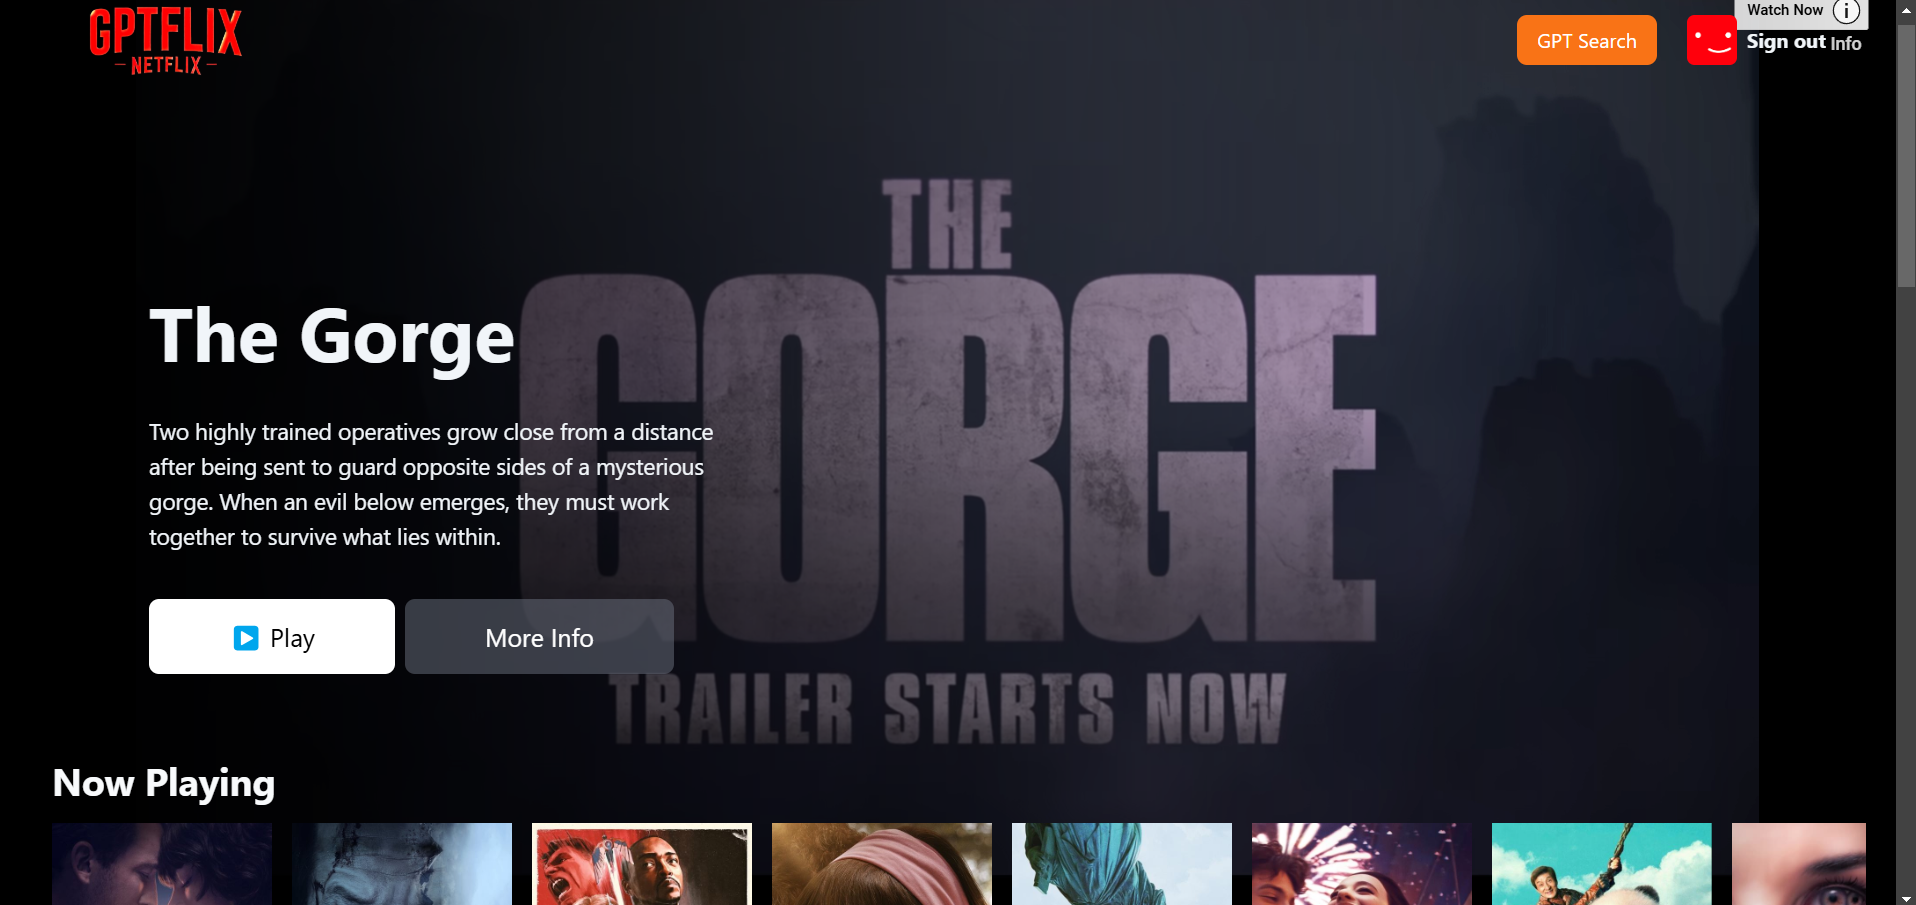 GPTFLIX
NETFLIX
GPT Search
Watch Now
Sign out
Info
THE
GORGE
The Gorge
Two highly trained operatives grow close from a distance
after being sent to guard opposite sides of a mysterious
gorge. When an evil below emerges, they must work
together to survive what lies within.
Play
More Info
TRAILER STARTS NOW
Now Playing